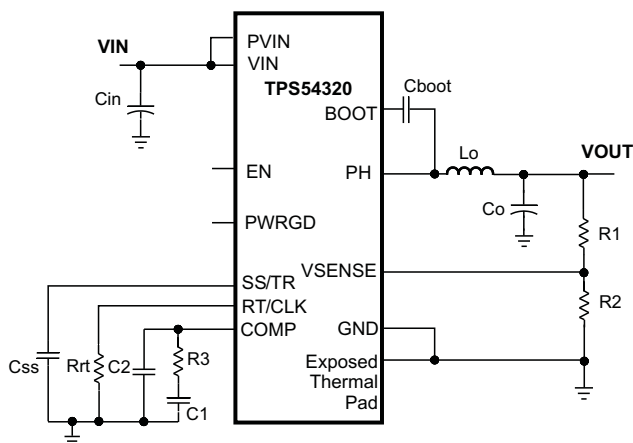 VIN
PVIN
VIN
TPS54320
Cin
BOOT
Cboot
EN
PH
Lo
VOUT
Co
R1
PWRGD
VSENSE
SS/TR
R2
RT/CLK
COMP
GND
Css
Rrt
C2
R3
C1
Exposed
Thermal
Pad